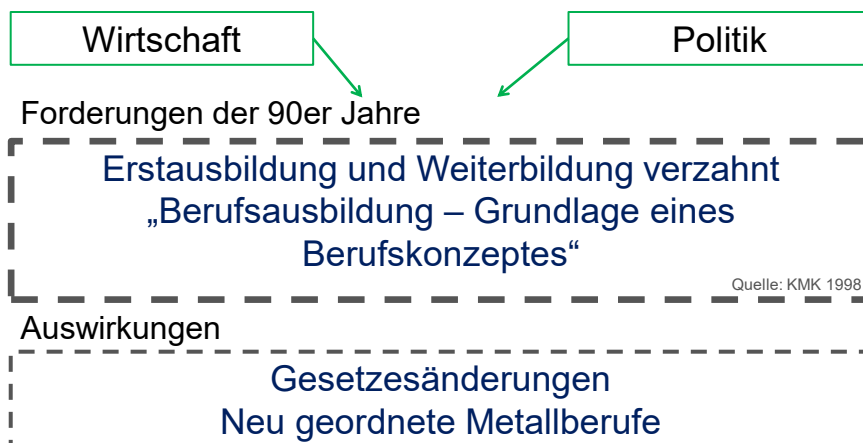 Wirtschaft
Politik
Forderungen der 90er Jahre
Erstausbildung und Weiterbildung verzahnt
„Berufsausbildung – Grundlage eines
Berufskonzeptes“
Quelle: KMK 1998
Auswirkungen
Gesetzesänderungen
Neu geordnete Metallberufe